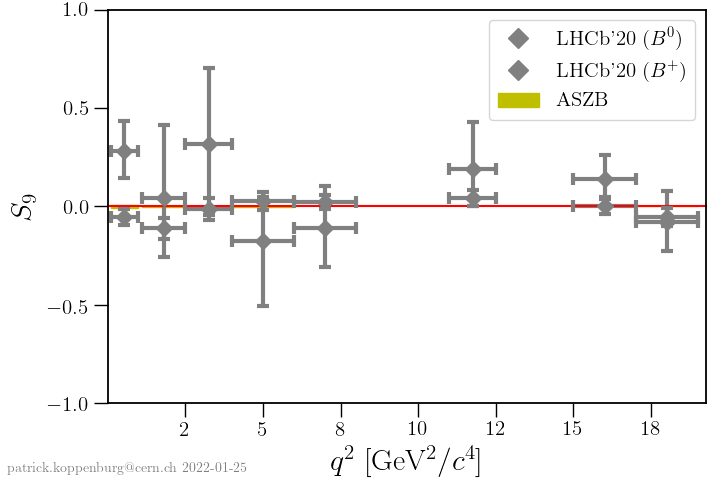 1.0
0.5
0.0
−0.5
−1.0
S₉
LHCb'20 (B⁰)
LHCb'20 (B⁺)
ASZB
2 5 8 10 12 15 18
q² [GeV²/c⁴]
patrick.koppenburg@cern.ch 2022-01-25